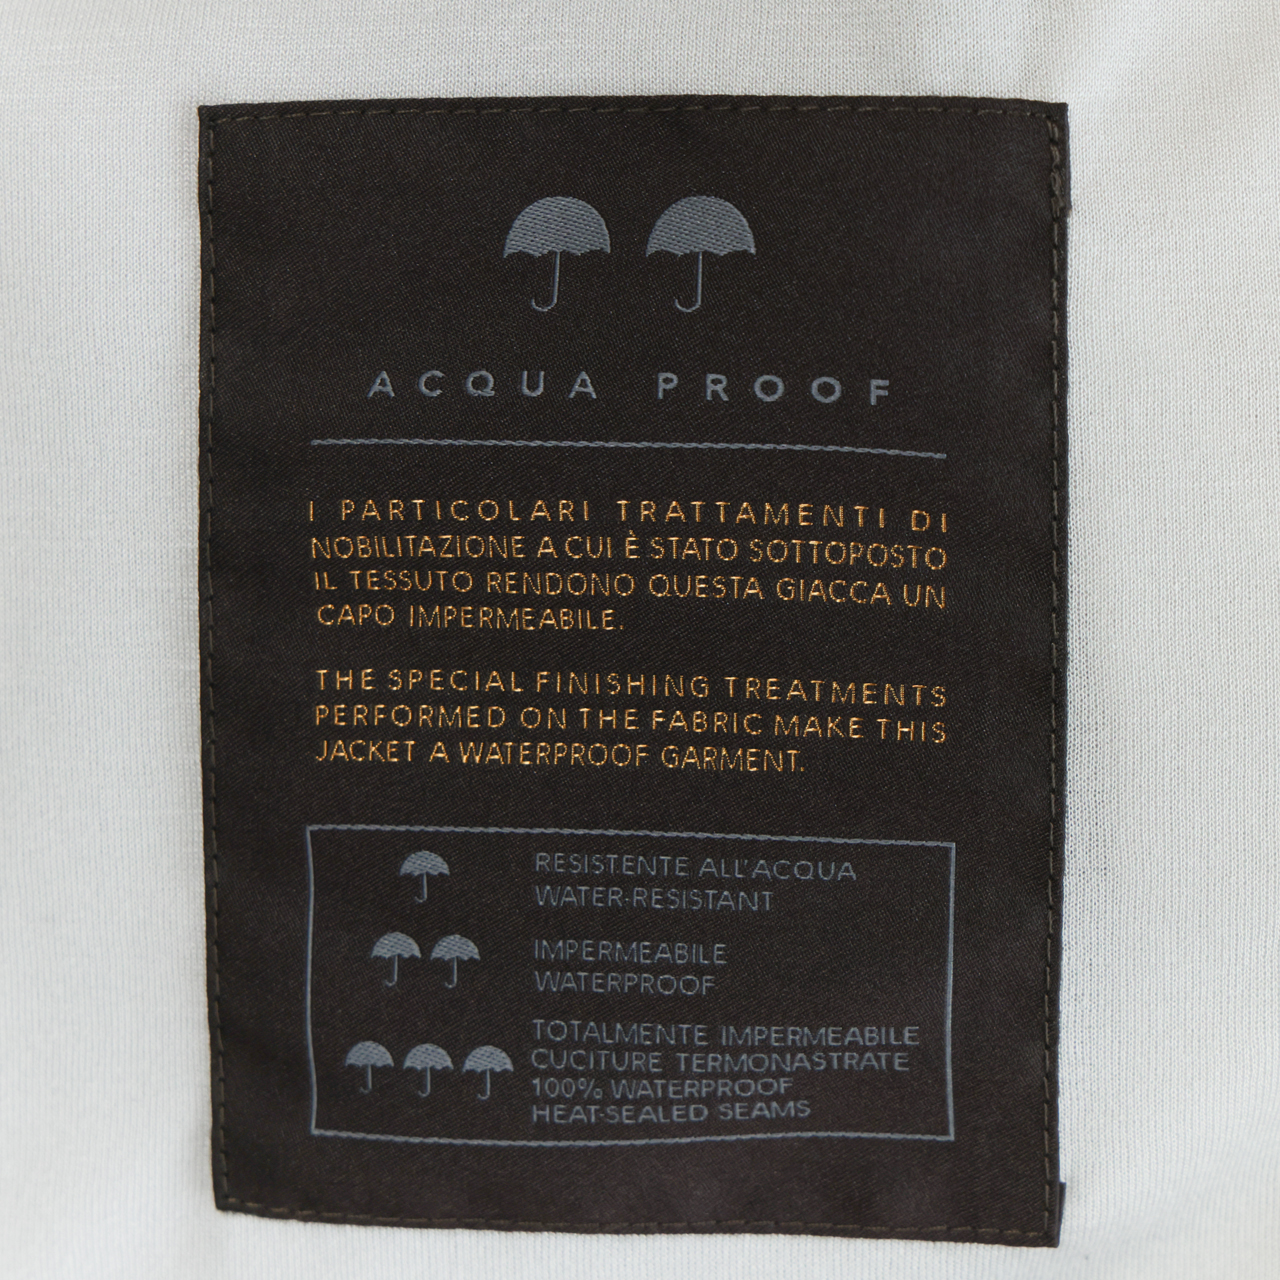 ACQUA PROOF
I PARTICOLARI TRATTAMENTI DI
NOBILITAZIONE A CUI È STATO SOTTOPOSTO
IL TESSUTO RENDONO QUESTA GIACCA UN
CAPO IMPERMEABILE.
THE SPECIAL FINISHING TREATMENTS
PERFORMED ON THE FABRIC MAKE THIS
JACKET A WATERPROOF GARMENT.
RESISTENTE ALL'ACQUA
WATER-RESISTANT
IMPERMEABILE
WATERPROOF
TOTALMENTE IMPERMEABILE
CUCITURE TERMONASTRATE
100% WATERPROOF
HEAT-SEALED SEAMS